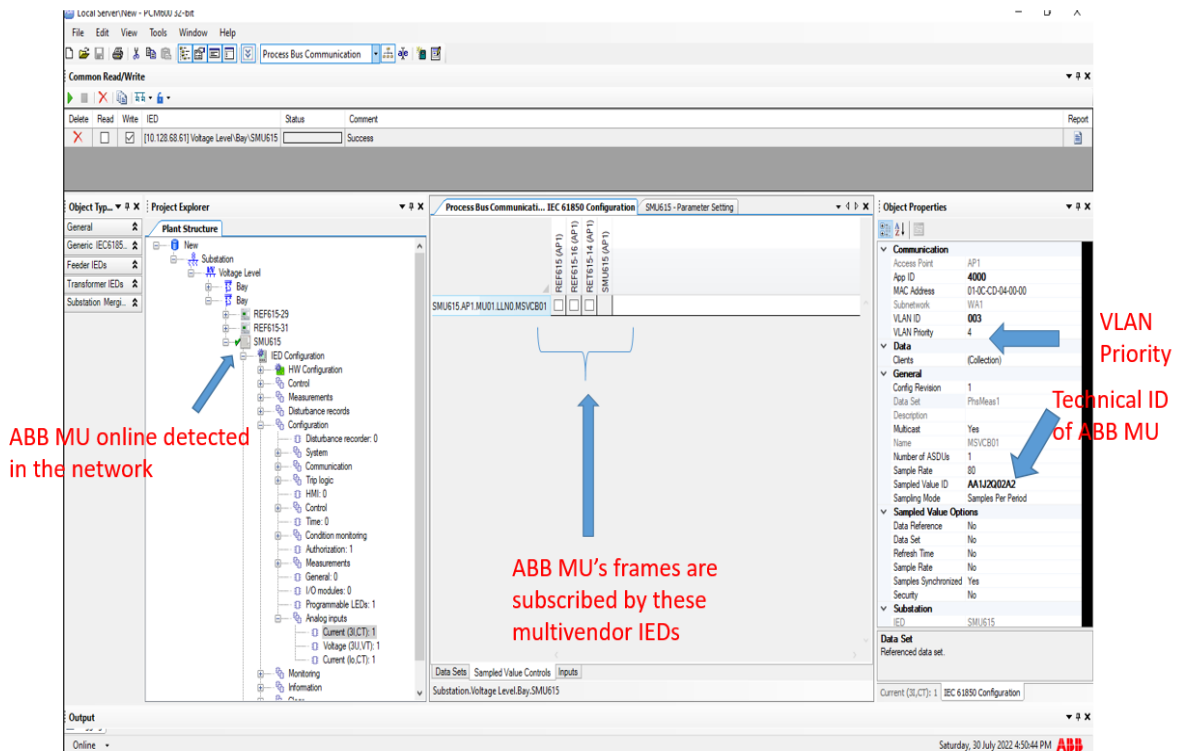 Local Server\New - PCM600 32-bit
File Edit View Tools Window Help
Process Bus Communication
Common Read/Write
Delete Read Write IED Status Comment Report
[10.128.68.61] Voltage Level\Bay\SMU615 Success
Object Typ...
General
Generic IEC6185..
Feeder IEDs
Transformer IEDs
Substation Mergi..
Project Explorer
Plant Structure
New
Substation
Voltage Level
Bay
Bay
REF615-29
REF615-31
SMU615
IED Configuration
HW Configuration
Control
Measurements
Disturbance records
Configuration
Disturbance recorder: 0
System
Communication
Trip logic
HMI: 0
Control
Time: 0
Condition monitoring
Authorization: 1
Measurements
General: 0
I/O modules: 0
Programmable LEDs: 1
Analog inputs
Current (3I,CT): 1
Voltage (3U,VT): 1
Current (Io,CT): 1
Monitoring
Information
ABB MU online detected
in the network
Process Bus Communicati... IEC 61850 Configuration
SMU615 - Parameter Setting
REF615 (AP1)
REF615-16 (AP1)
RET615-14 (AP1)
SMU615 (AP1)
SMU615.AP1.MU01.LLN0.MSVCB01
ABB MU's frames are
subscribed by these
multivendor IEDs
Data Sets Sampled Value Controls Inputs
Substation.Voltage Level.Bay.SMU615
Object Properties
Communication
Access Point AP1
App ID 4000
MAC Address 01-0C-CD-04-00-00
Subnetwork WA1
VLAN ID 003
VLAN Priority 4
Data
Clients (Collection)
General
Config Revision 1
Data Set PhsMeas1
Description
Multicast Yes
Name MSVCB01
Number of ASDUs 1
Sample Rate 80
Sampled Value ID AA1J2Q02A2
Sampling Mode Samples Per Period
Sampled Value Options
Data Reference No
Data Set No
Refresh Time No
Sample Rate No
Samples Synchronized Yes
Security No
Substation
IED SMU615
Data Set
Referenced data set.
Current (3I,CT): 1 IEC 61850 Configuration
VLAN
Priority
Technical ID
of ABB MU
Output
Online
Saturday, 30 July 2022 4:50:44 PM ABB